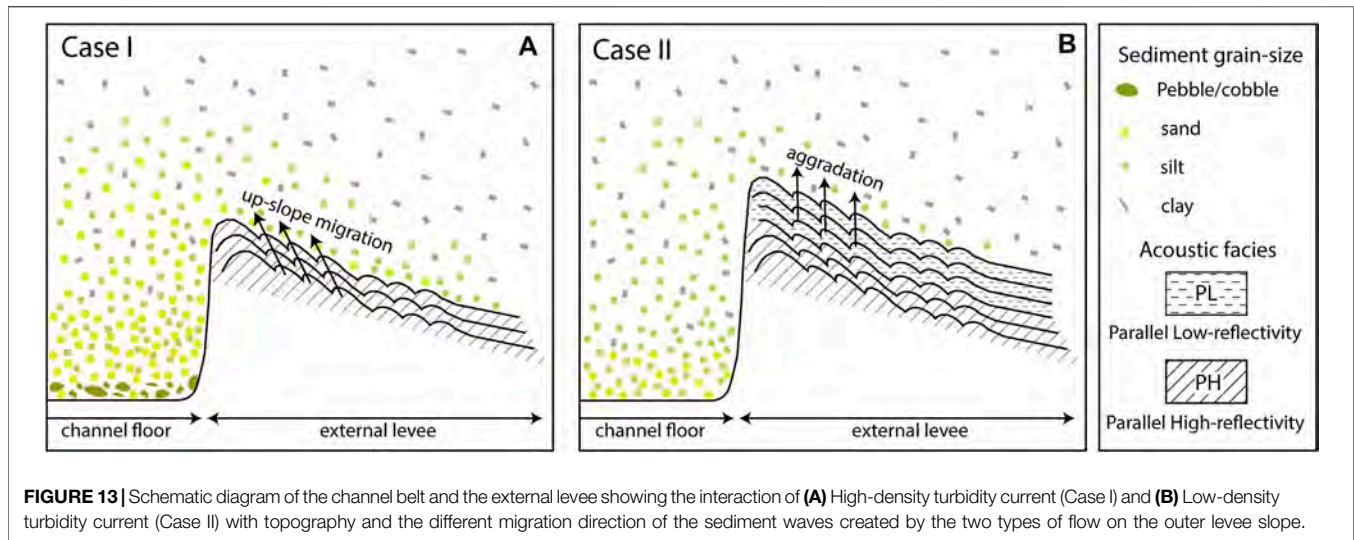 Case I
A
up-slope migration
channel floor
external levee
Case II
B
aggradation
channel floor
external levee
Sediment grain-size
Pebble/cobble
sand
silt
clay
Acoustic facies
PL
Parallel Low-reflectivity
PH
Parallel High-reflectivity
FIGURE 13 | Schematic diagram of the channel belt and the external levee showing the interaction of (A) High-density turbidity current (Case I) and (B) Low-density
turbidity current (Case II) with topography and the different migration direction of the sediment waves created by the two types of flow on the outer levee slope.